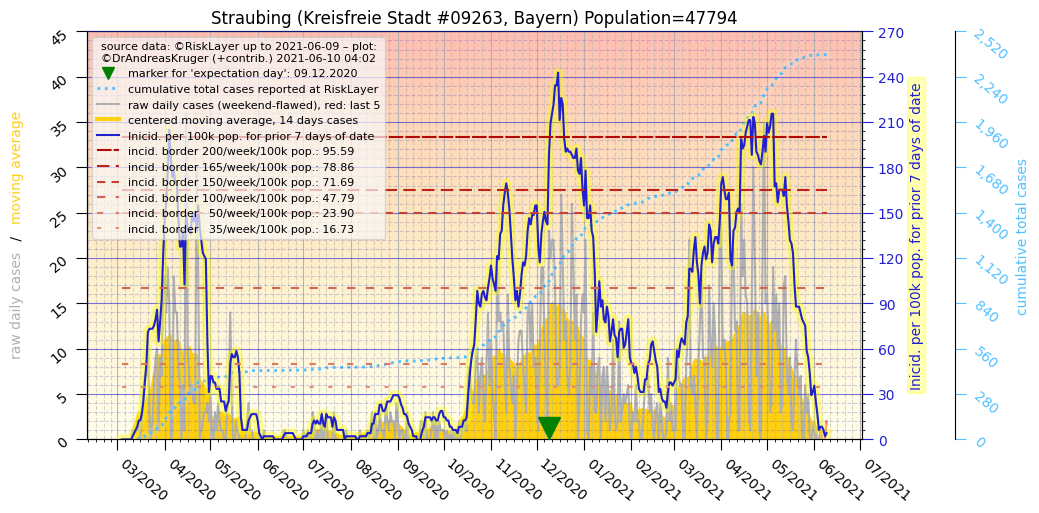 Straubing (Kreisfreie Stadt #09263, Bayern) Population=47794
source data: ©RiskLayer up to 2021-06-09 – plot:
©DrAndreasKruger (+contrib.) 2021-06-10 04:02
marker for 'expectation day': 09.12.2020
cumulative total cases reported at RiskLayer
raw daily cases (weekend-flawed), red: last 5
centered moving average, 14 days cases
Inicid. per 100k pop. for prior 7 days of date
incid. border 200/week/100k pop.: 95.59
incid. border 165/week/100k pop.: 78.86
incid. border 150/week/100k pop.: 71.69
incid. border 100/week/100k pop.: 47.79
incid. border 50/week/100k pop.: 23.90
incid. border 35/week/100k pop.: 16.73
raw daily cases / moving average
45
40
35
30
25
20
15
10
5
0
270
240
210
180
150
120
90
60
30
0
Inicid. per 100k pop. for prior 7 days of date
2,520
2,240
1,960
1,680
1,400
1,120
840
560
280
0
cumulative total cases
03/2020
04/2020
05/2020
06/2020
07/2020
08/2020
09/2020
10/2020
11/2020
12/2020
01/2021
02/2021
03/2021
04/2021
05/2021
06/2021
07/2021